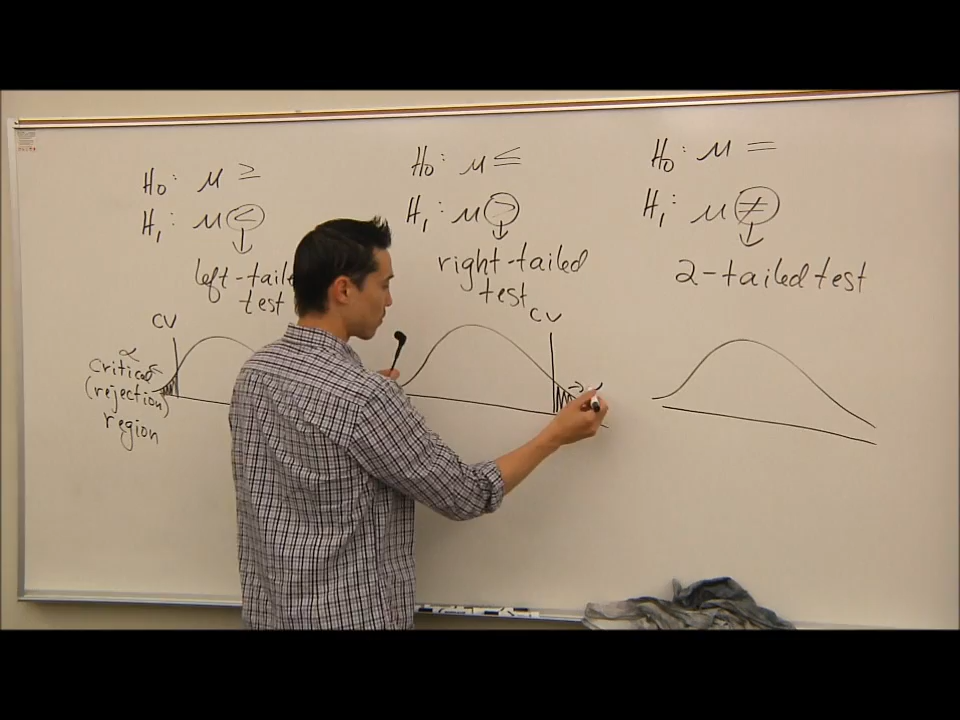 H₀: μ ≥
H₁: μ <
left-tailed
test
CV
α
critical
(rejection)
region
H₀: μ ≤
H₁: μ >
right-tailed
test
CV
H₀: μ =
H₁: μ ≠
2-tailed test